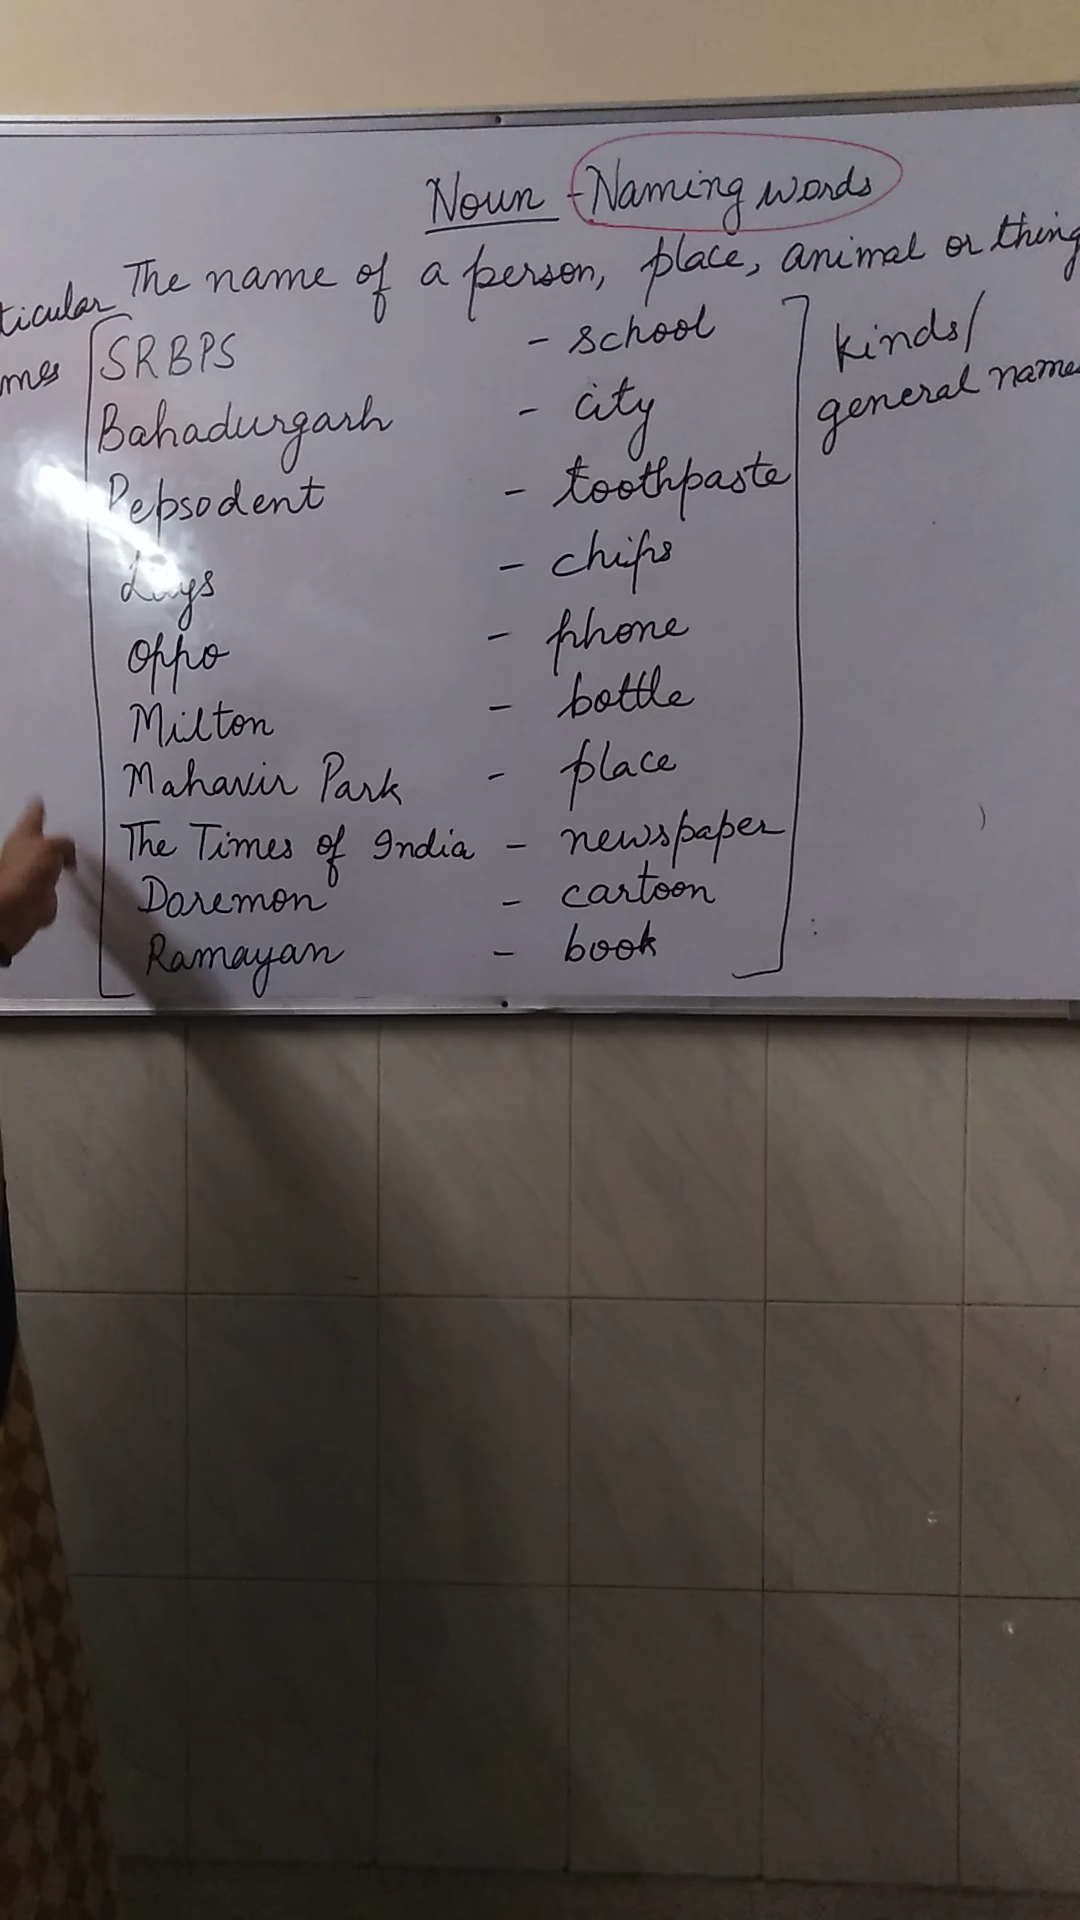 Noun - Naming words
The name of a person, place, animal or thing
ticular
mes
kinds/
general name
SRBPS - school
Bahadurgarh - city
Pepsodent - toothpaste
Lays - chips
Oppo - phone
Milton - bottle
Mahavir Park - place
The Times of India - newspaper
Doremon - cartoon
Ramayan - book